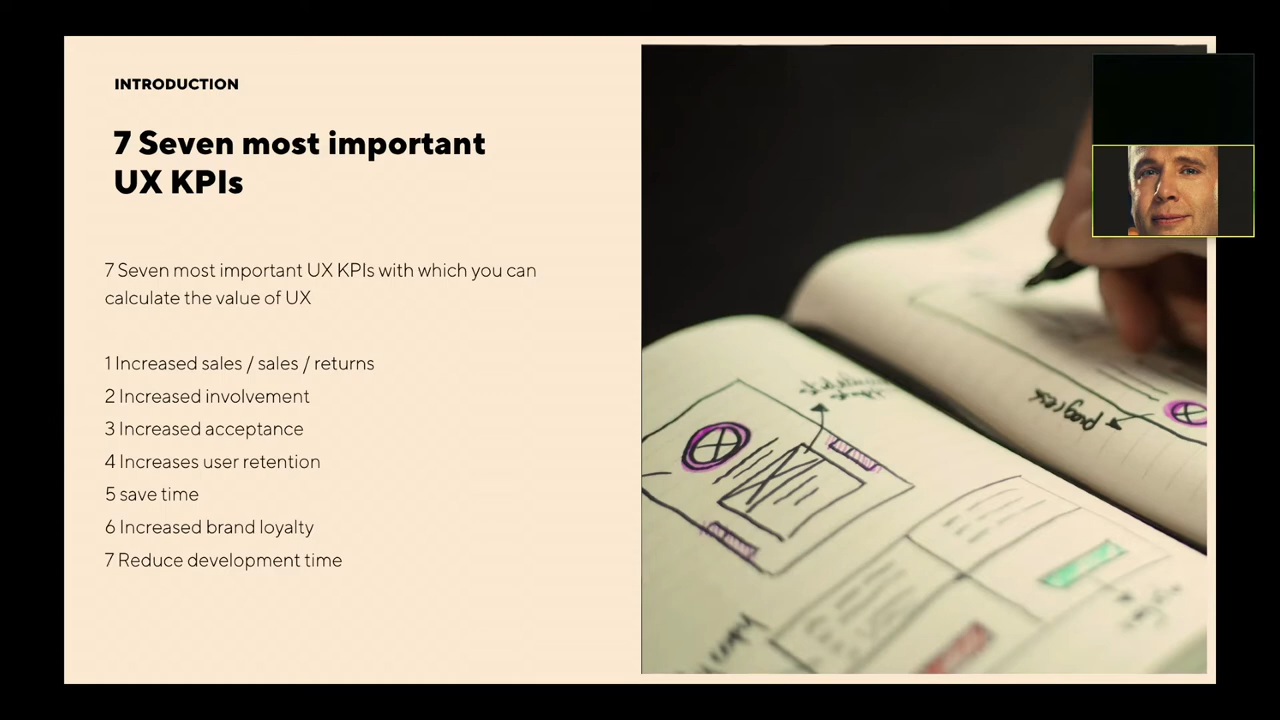 INTRODUCTION
7 Seven most important
UX KPIs
7 Seven most important UX KPIs with which you can
calculate the value of UX
1 Increased sales / sales / returns
2 Increased involvement
3 Increased acceptance
4 Increases user retention
5 save time
6 Increased brand loyalty
7 Reduce development time
progress